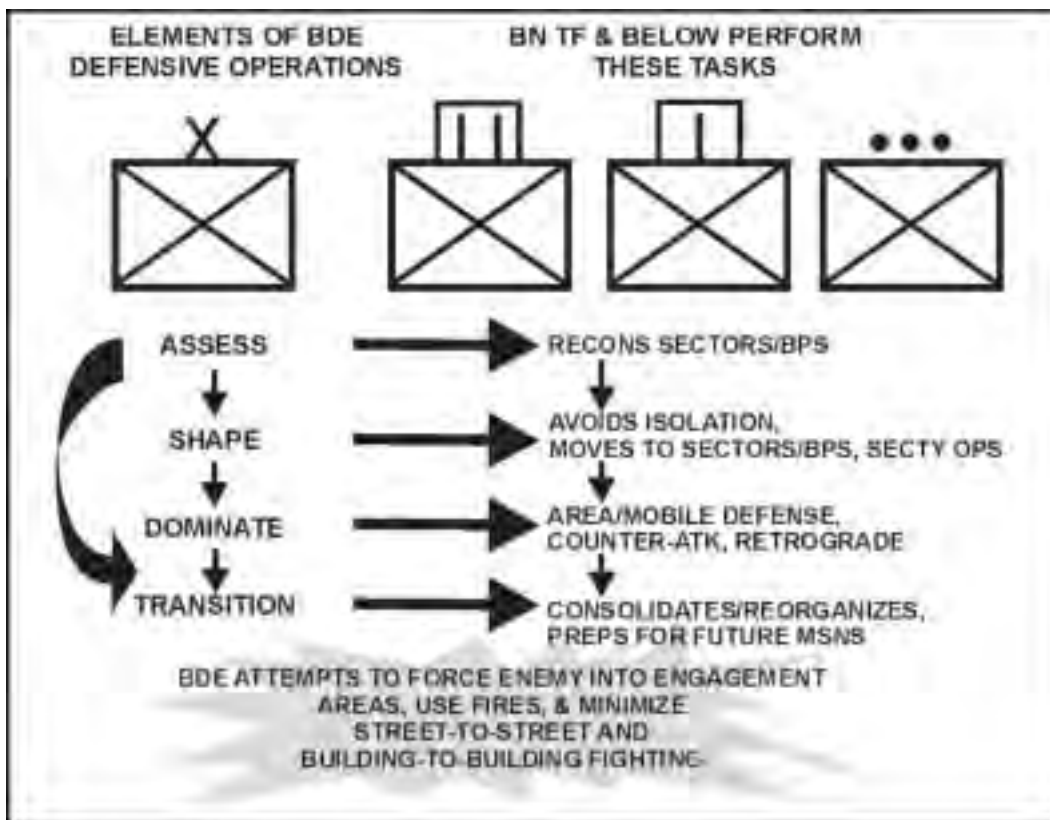 ELEMENTS OF BDE
DEFENSIVE OPERATIONS
BN TF & BELOW PERFORM
THESE TASKS
X
ASSESS
RECONS SECTORS/BPS
SHAPE
AVOIDS ISOLATION,
MOVES TO SECTORS/BPS, SECTY OPS
DOMINATE
AREA/MOBILE DEFENSE,
COUNTER-ATK, RETROGRADE
TRANSITION
CONSOLIDATES/REORGANIZES,
PREPS FOR FUTURE MSNS
BDE ATTEMPTS TO FORCE ENEMY INTO ENGAGEMENT
AREAS, USE FIRES, & MINIMIZE
STREET-TO-STREET AND
BUILDING-TO-BUILDING FIGHTING